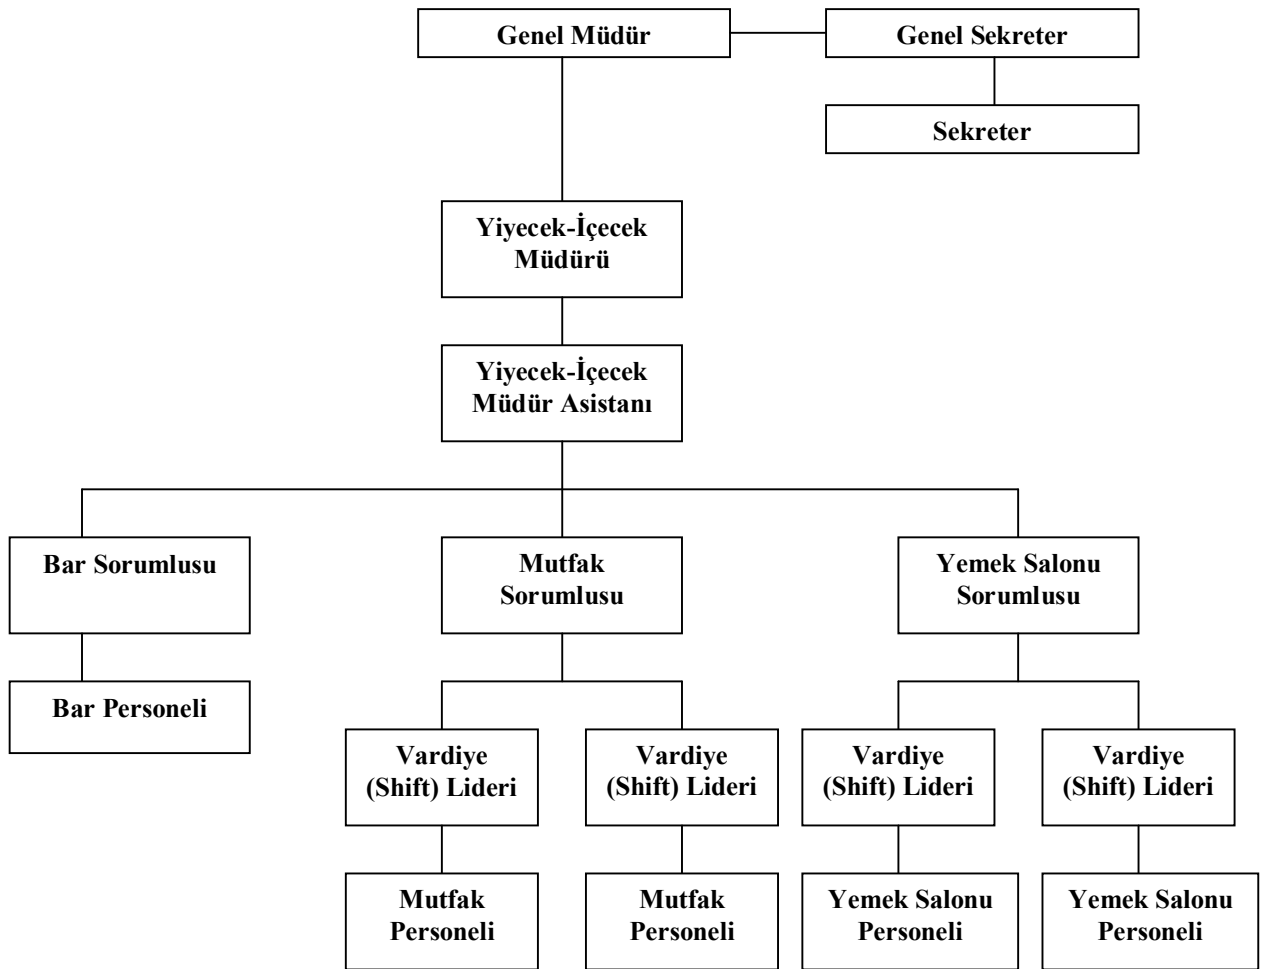 Genel Müdür
Genel Sekreter
Sekreter
Yiyecek-İçecek
Müdürü
Yiyecek-İçecek
Müdür Asistanı
Bar Sorumlusu
Mutfak
Sorumlusu
Yemek Salonu
Sorumlusu
Bar Personeli
Vardiye
(Shift) Lideri
Vardiye
(Shift) Lideri
Vardiye
(Shift) Lideri
Vardiye
(Shift) Lideri
Mutfak
Personeli
Mutfak
Personeli
Yemek Salonu
Personeli
Yemek Salonu
Personeli